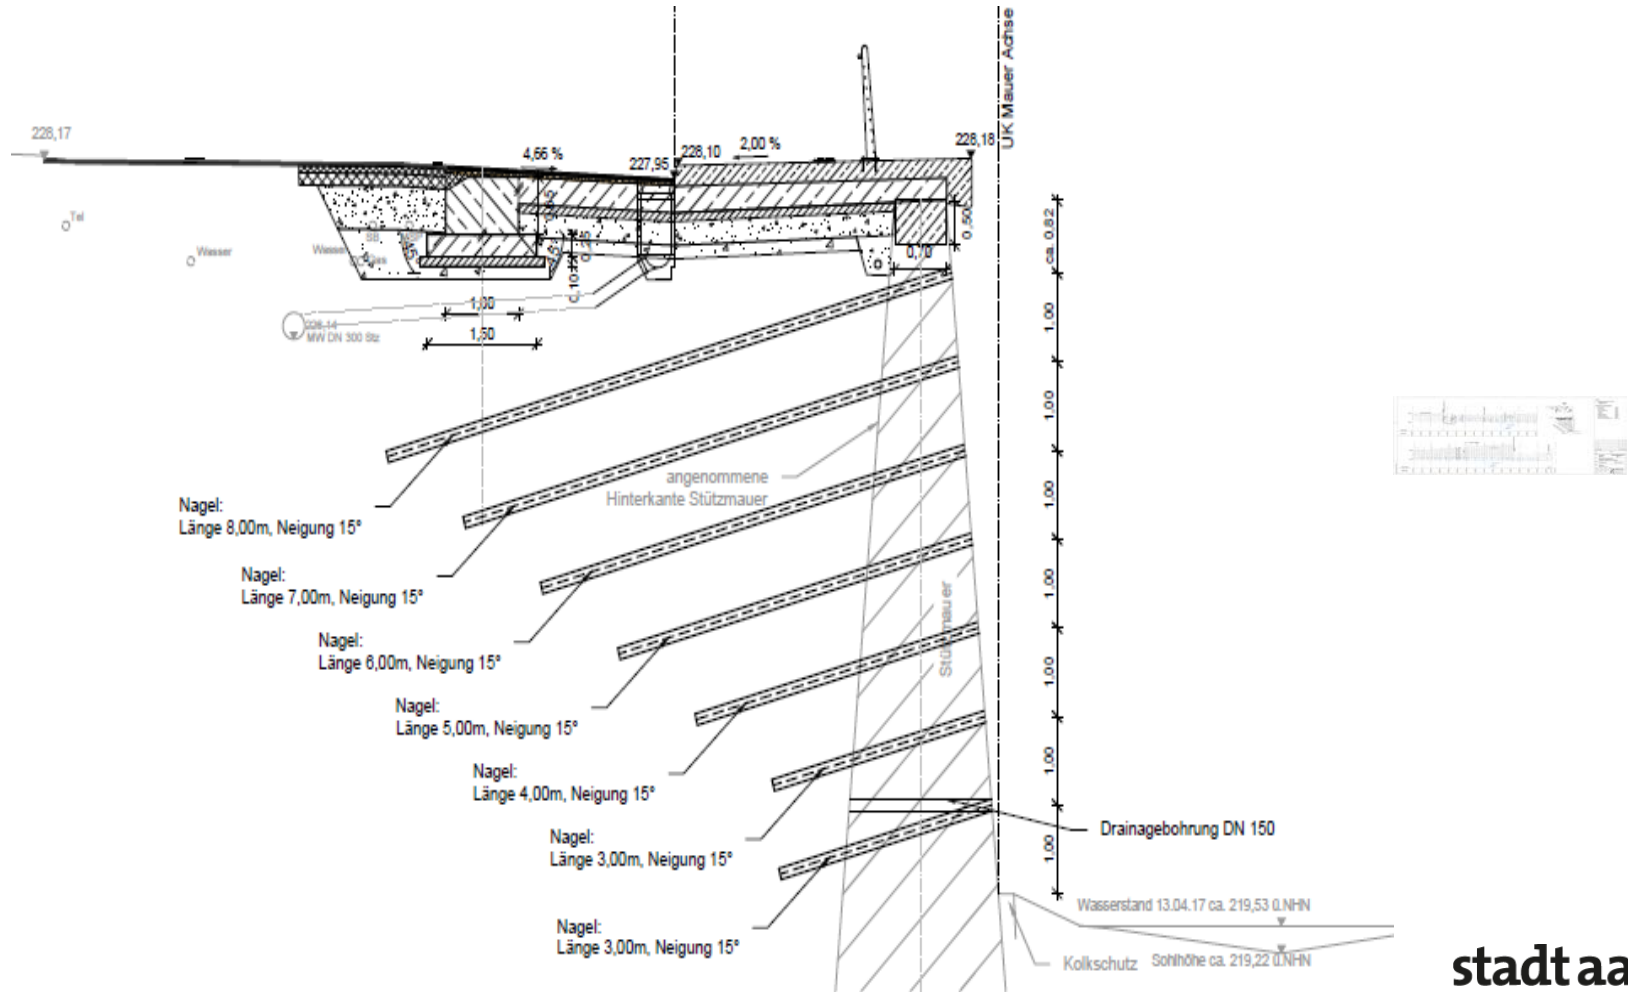 UK Mauer Achse
228,17
4,66 %
227,95
228,10
2,00 %
228,18
Tel
Wasser
Wasser
SB
Gas
0,50
0,70
ca. 0.82
1,00
1,50
MW DN 300 Stz
1,00
1,00
1,00
1,00
1,00
1,00
1,00
angenommene
Hinterkante Stützmauer
Stützmauer
Nagel:
Länge 8,00m, Neigung 15°
Nagel:
Länge 7,00m, Neigung 15°
Nagel:
Länge 6,00m, Neigung 15°
Nagel:
Länge 5,00m, Neigung 15°
Nagel:
Länge 4,00m, Neigung 15°
Nagel:
Länge 3,00m, Neigung 15°
Nagel:
Länge 3,00m, Neigung 15°
Drainagebohrung DN 150
Wasserstand 13.04.17 ca. 219,53 ü.NHN
Kolkschutz
Sohlhöhe ca. 219,22 ü.NHN
stadt aa